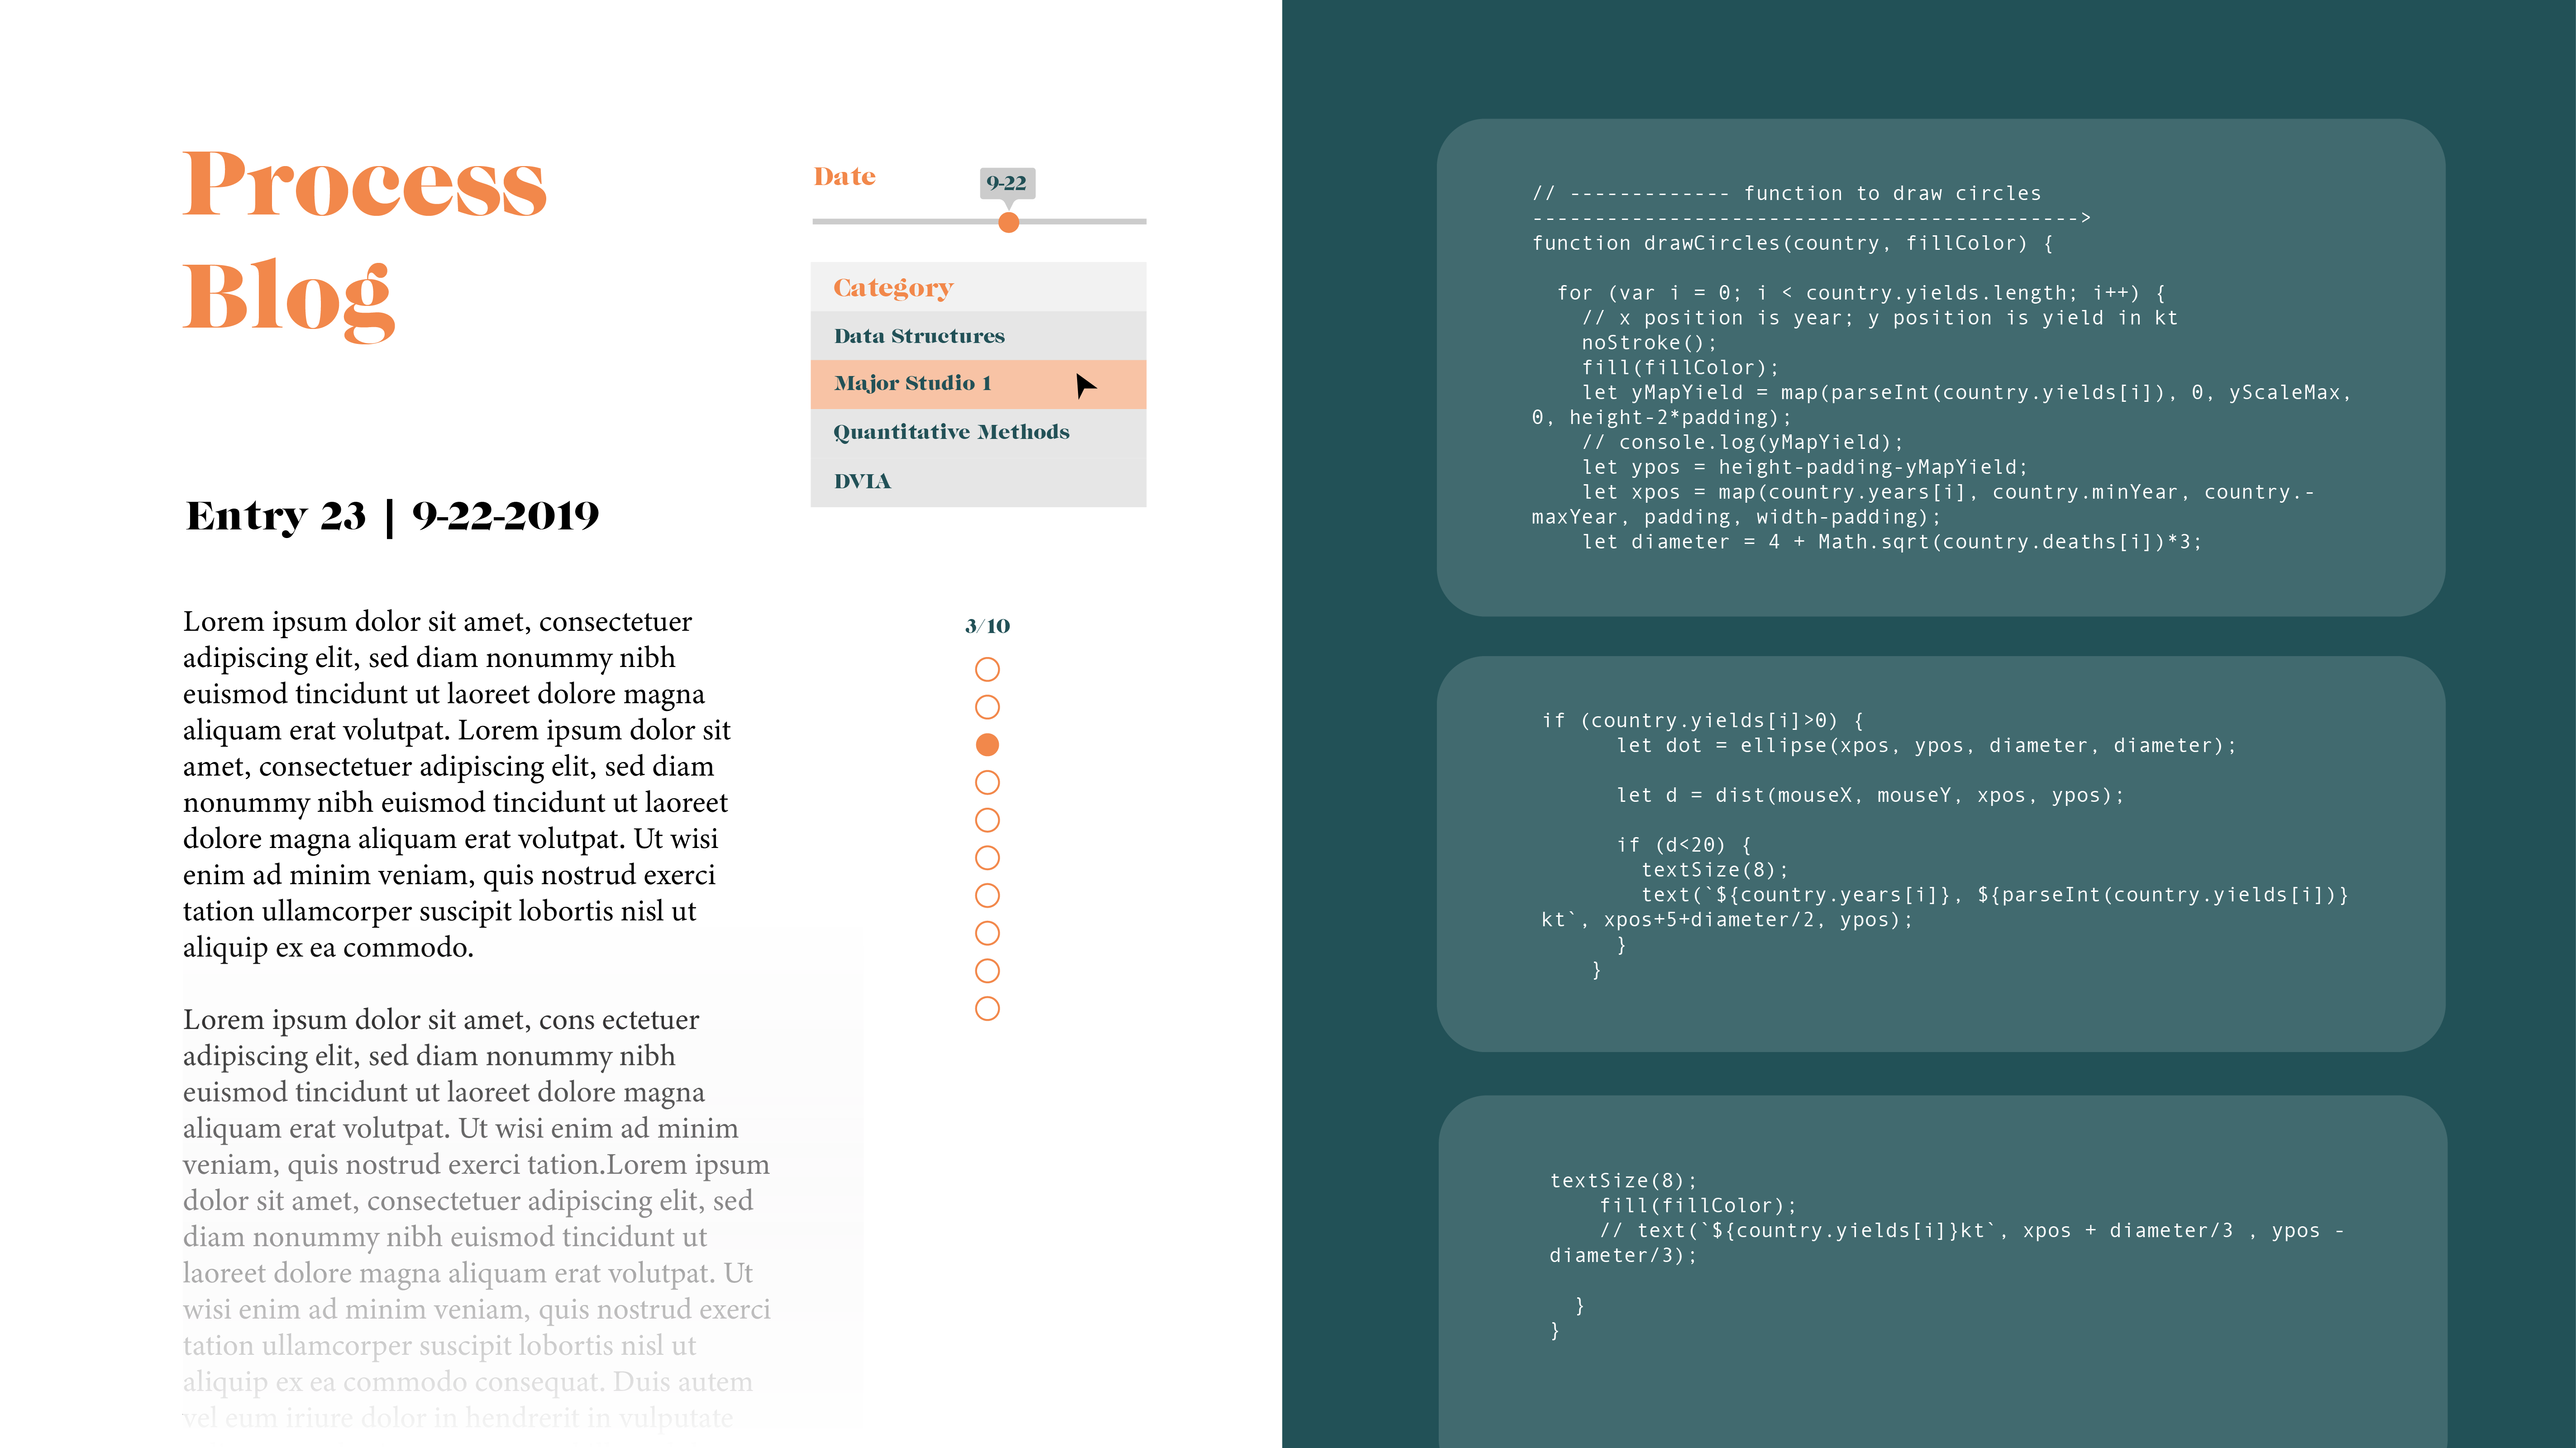 Process
Blog
Date
9-22
Category
Data Structures
Major Studio 1
Quantitative Methods
DVIA
Entry 23 | 9-22-2019
Lorem ipsum dolor sit amet, consectetuer
adipiscing elit, sed diam nonummy nibh
euismod tincidunt ut laoreet dolore magna
aliquam erat volutpat. Lorem ipsum dolor sit
amet, consectetuer adipiscing elit, sed diam
nonummy nibh euismod tincidunt ut laoreet
dolore magna aliquam erat volutpat. Ut wisi
enim ad minim veniam, quis nostrud exerci
tation ullamcorper suscipit lobortis nisl ut
aliquip ex ea commodo.
Lorem ipsum dolor sit amet, cons ectetuer
adipiscing elit, sed diam nonummy nibh
euismod tincidunt ut laoreet dolore magna
aliquam erat volutpat. Ut wisi enim ad minim
veniam, quis nostrud exerci tation.Lorem ipsum
dolor sit amet, consectetuer adipiscing elit, sed
diam nonummy nibh euismod tincidunt ut
laoreet dolore magna aliquam erat volutpat. Ut
wisi enim ad minim veniam, quis nostrud exerci
tation ullamcorper suscipit lobortis nisl ut
aliquip ex ea commodo consequat. Duis autem
vel eum iriure dolor in hendrerit in vulputate
3/10
// ------------- function to draw circles
-------------------------------------------->
function drawCircles(country, fillColor) {
  for (var i = 0; i < country.yields.length; i++) {
    // x position is year; y position is yield in kt
    noStroke();
    fill(fillColor);
    let yMapYield = map(parseInt(country.yields[i]), 0, yScaleMax,
0, height-2*padding);
    // console.log(yMapYield);
    let ypos = height-padding-yMapYield;
    let xpos = map(country.years[i], country.minYear, country.-
maxYear, padding, width-padding);
    let diameter = 4 + Math.sqrt(country.deaths[i])*3;
if (country.yields[i]>0) {
      let dot = ellipse(xpos, ypos, diameter, diameter);
      let d = dist(mouseX, mouseY, xpos, ypos);
      if (d<20) {
        textSize(8);
        text(`${country.years[i]}, ${parseInt(country.yields[i])}
kt`, xpos+5+diameter/2, ypos);
      }
    }
textSize(8);
    fill(fillColor);
    // text(`${country.yields[i]}kt`, xpos + diameter/3 , ypos -
diameter/3);
  }
}